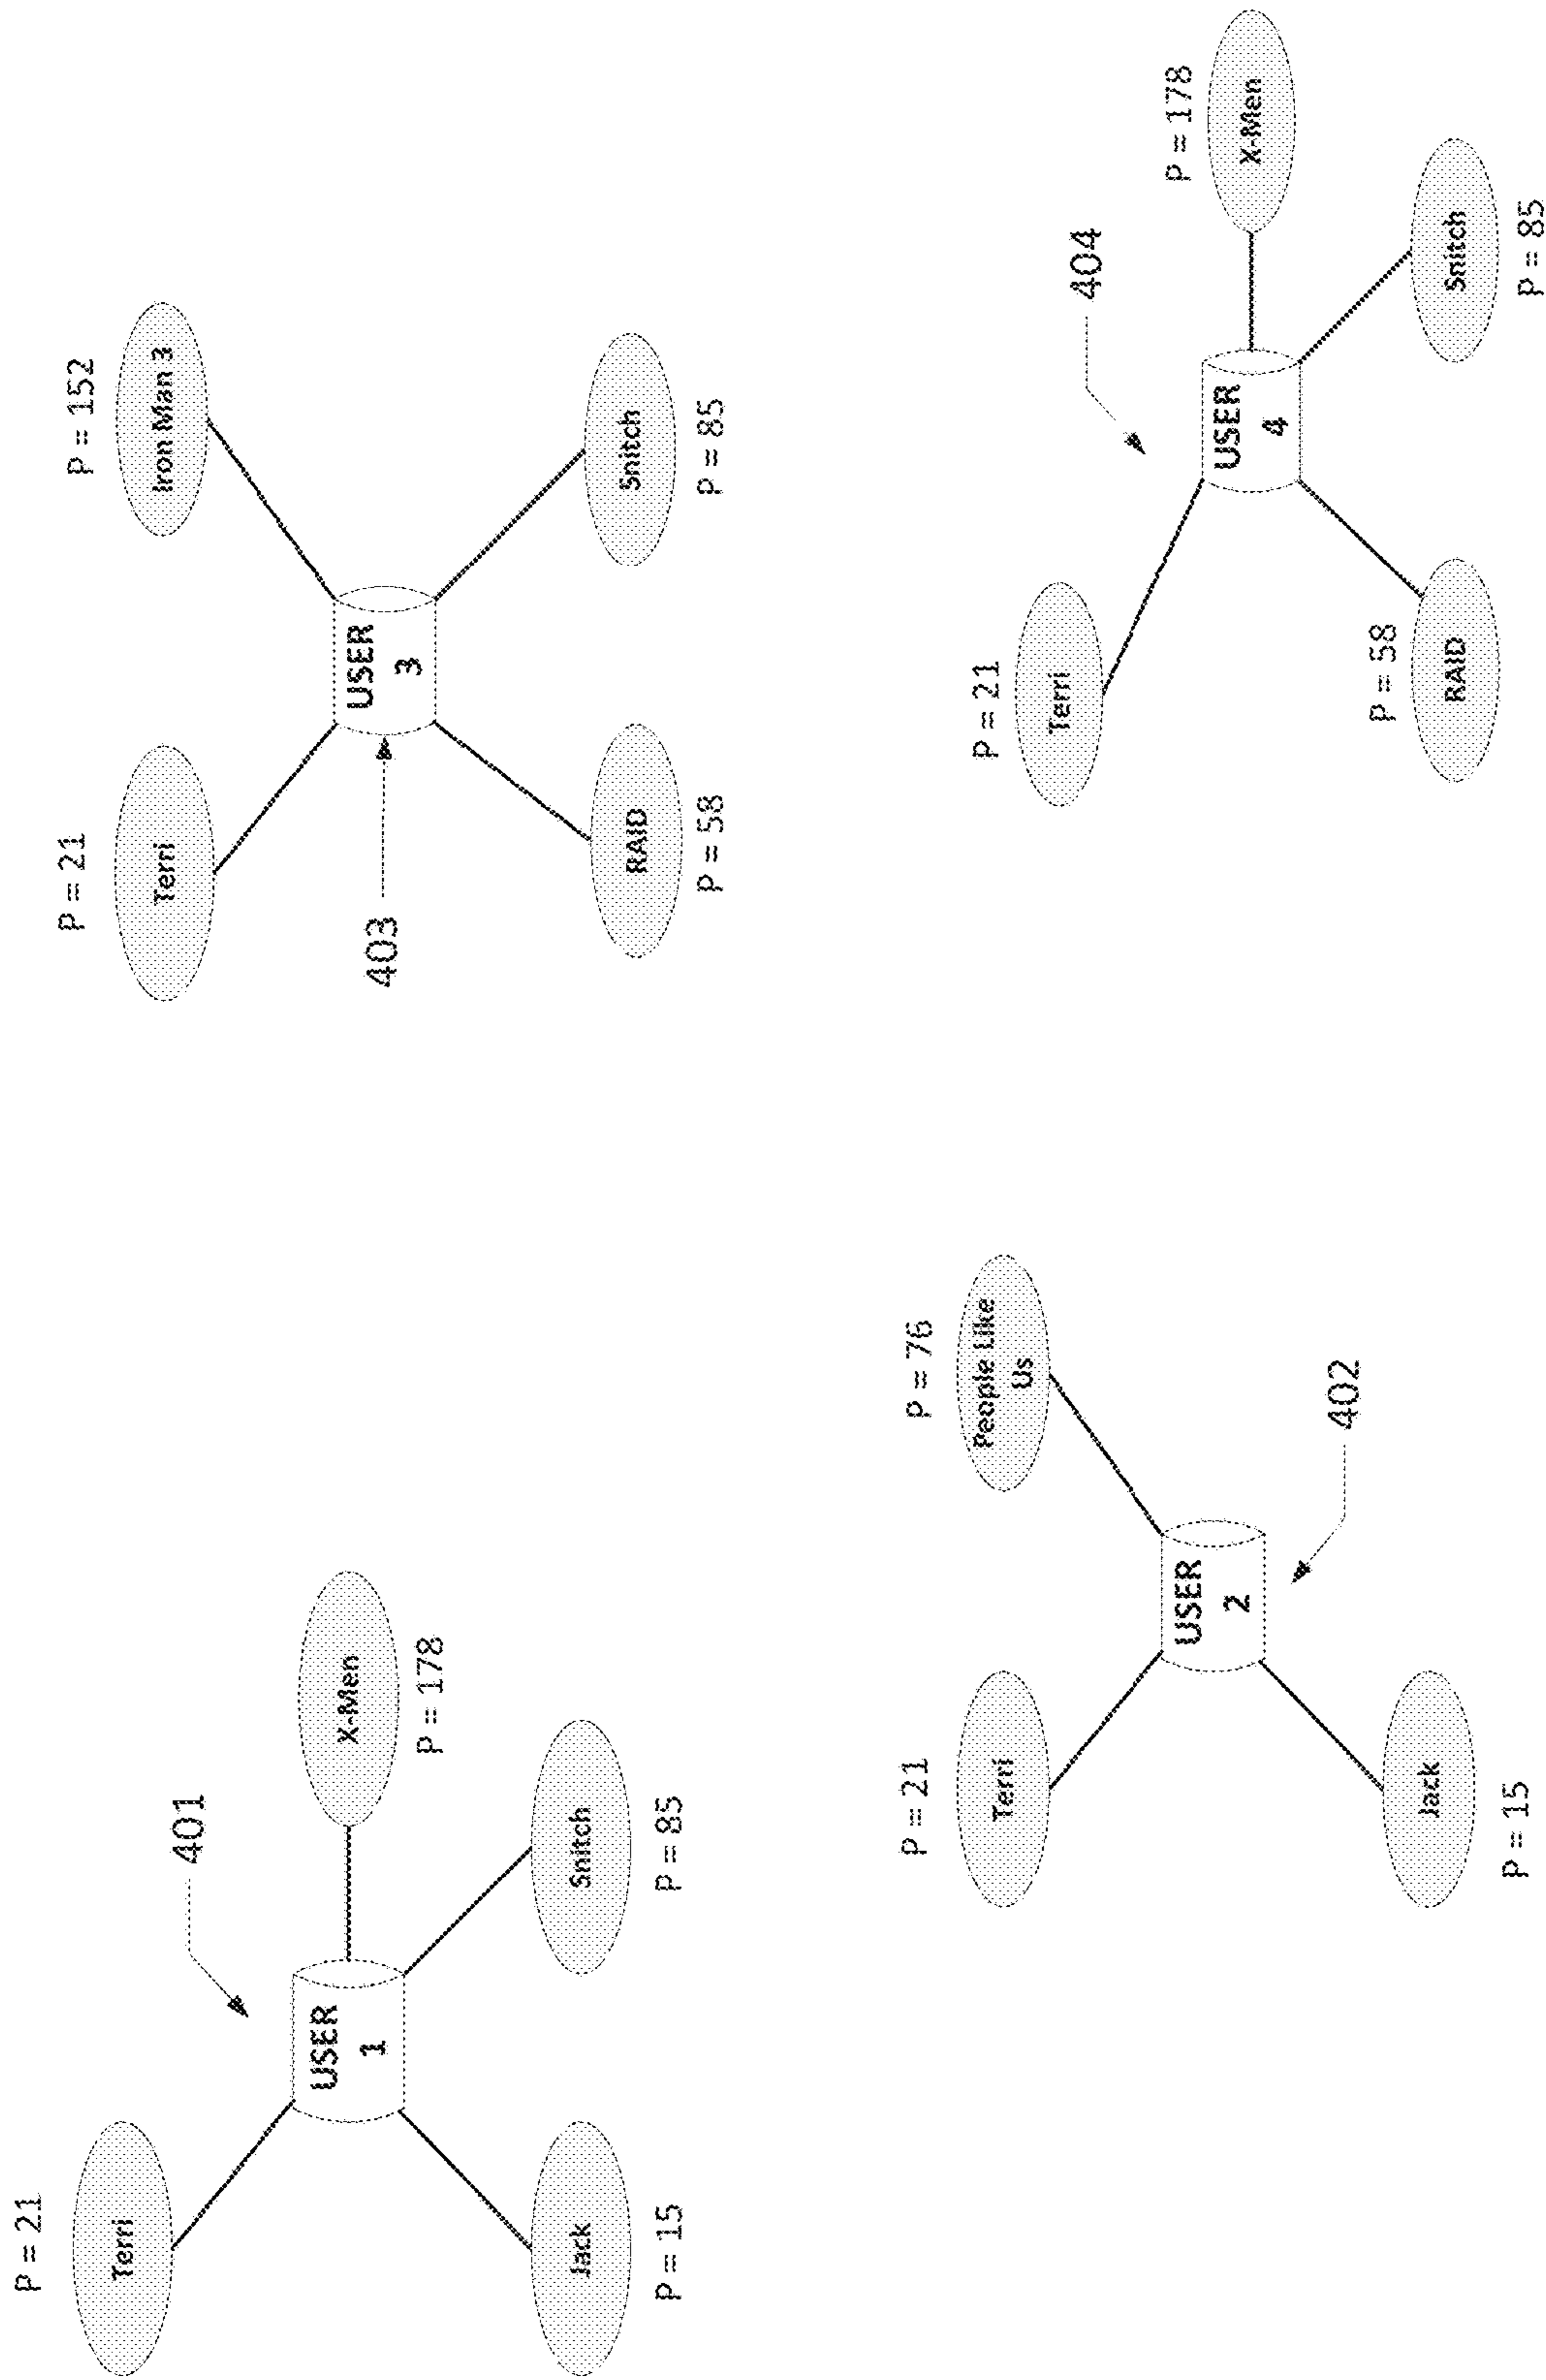 P = 21
Terri
401
USER
1
X-Men
P = 178
Jack
P = 15
Snitch
P = 85
P = 21
Terri
P = 152
Iron Man 3
403
USER
3
RAID
P = 58
Snitch
P = 85
P = 21
Terri
P = 76
People Like
Us
USER
2
402
Jack
P = 15
P = 21
Terri
404
P = 178
X-Men
USER
4
P = 58
RAID
Snitch
P = 85